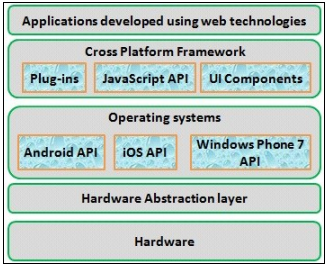 Applications developed using web technologies
Cross Platform Framework
Plug-ins JavaScript API UI Components
Operating systems
Android API iOS API Windows Phone 7
API
Hardware Abstraction layer
Hardware